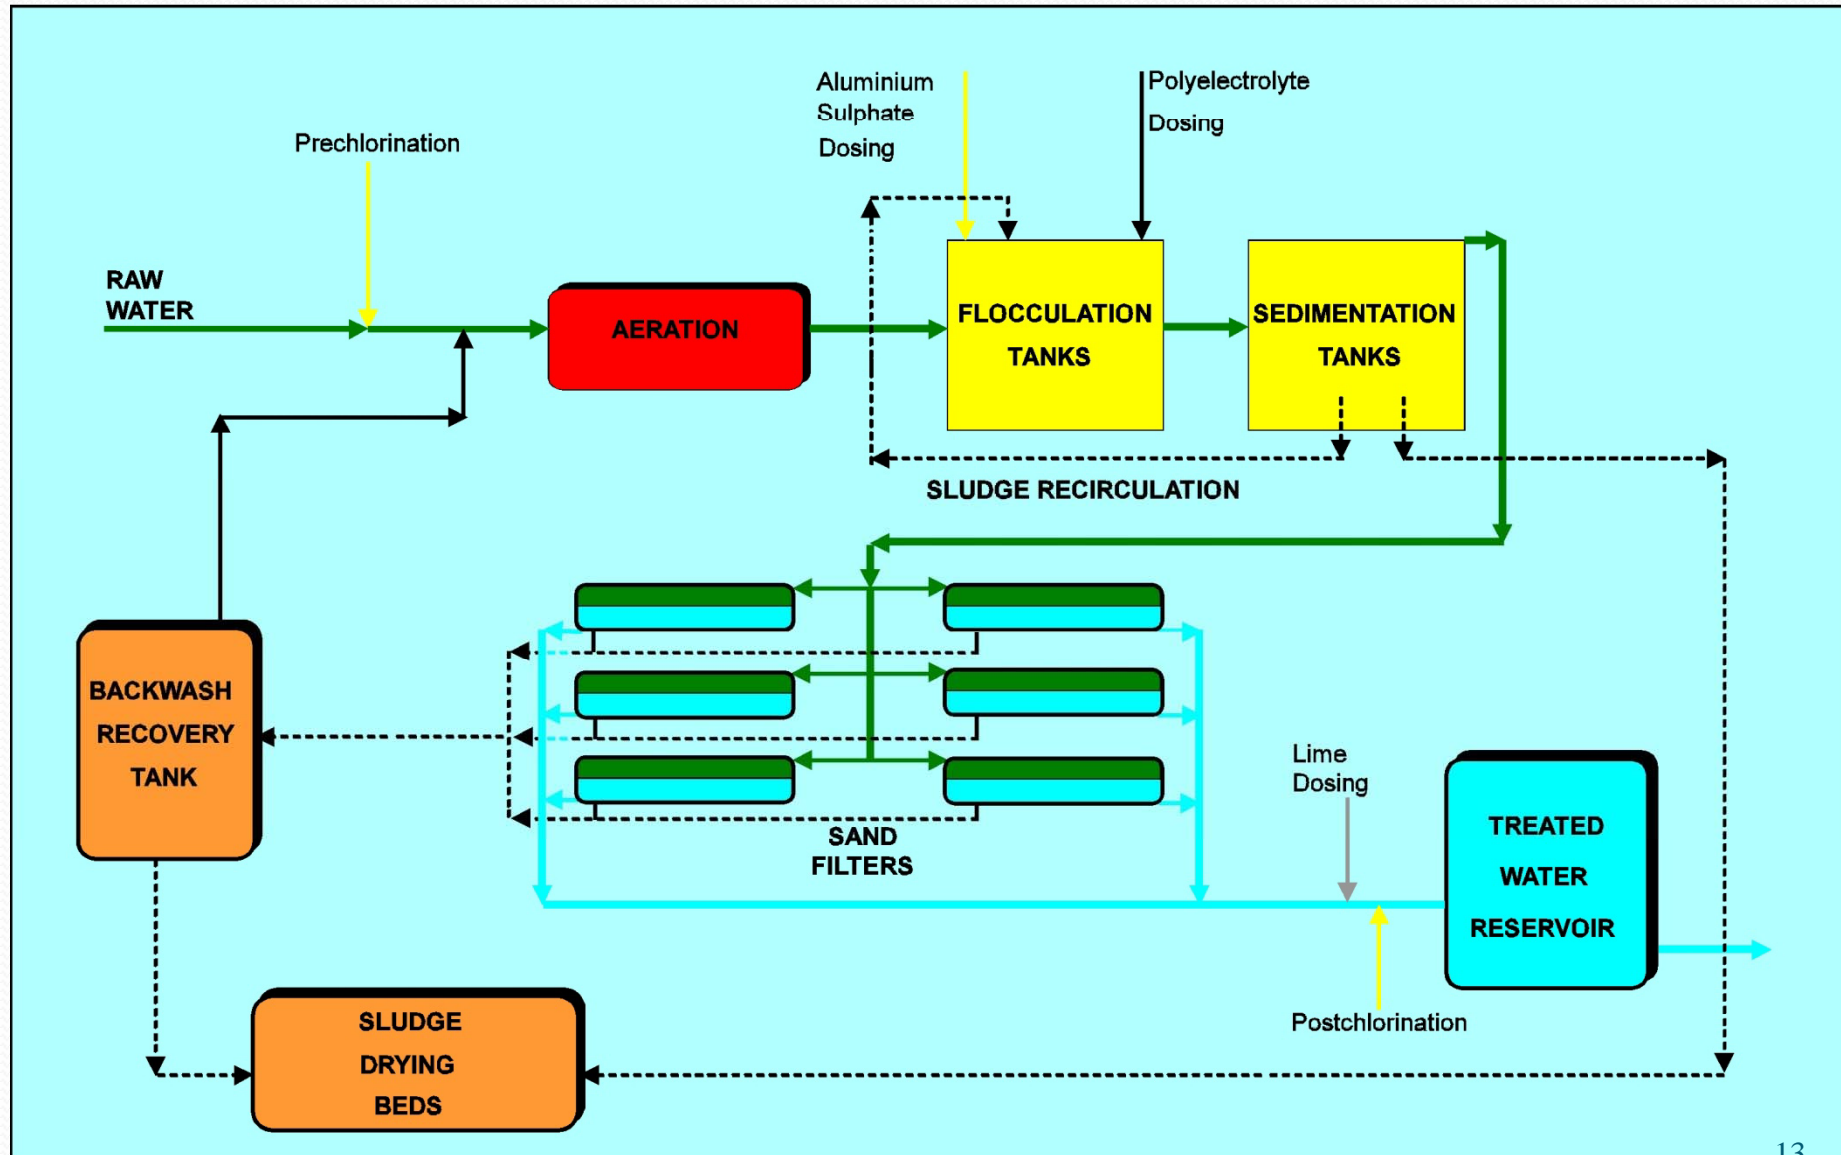 Aluminium
Sulphate
Dosing
Polyelectrolyte
Dosing
Prechlorination
RAW
WATER
AERATION
FLOCCULATION
TANKS
SEDIMENTATION
TANKS
SLUDGE RECIRCULATION
BACKWASH
RECOVERY
TANK
SAND
FILTERS
Lime
Dosing
TREATED
WATER
RESERVOIR
Postchlorination
SLUDGE
DRYING
BEDS
13